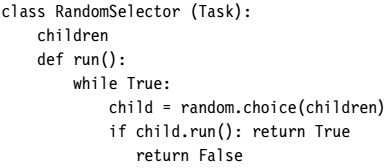 class RandomSelector (Task):
    children
    def run():
        while True:
            child = random.choice(children)
            if child.run(): return True
               return False